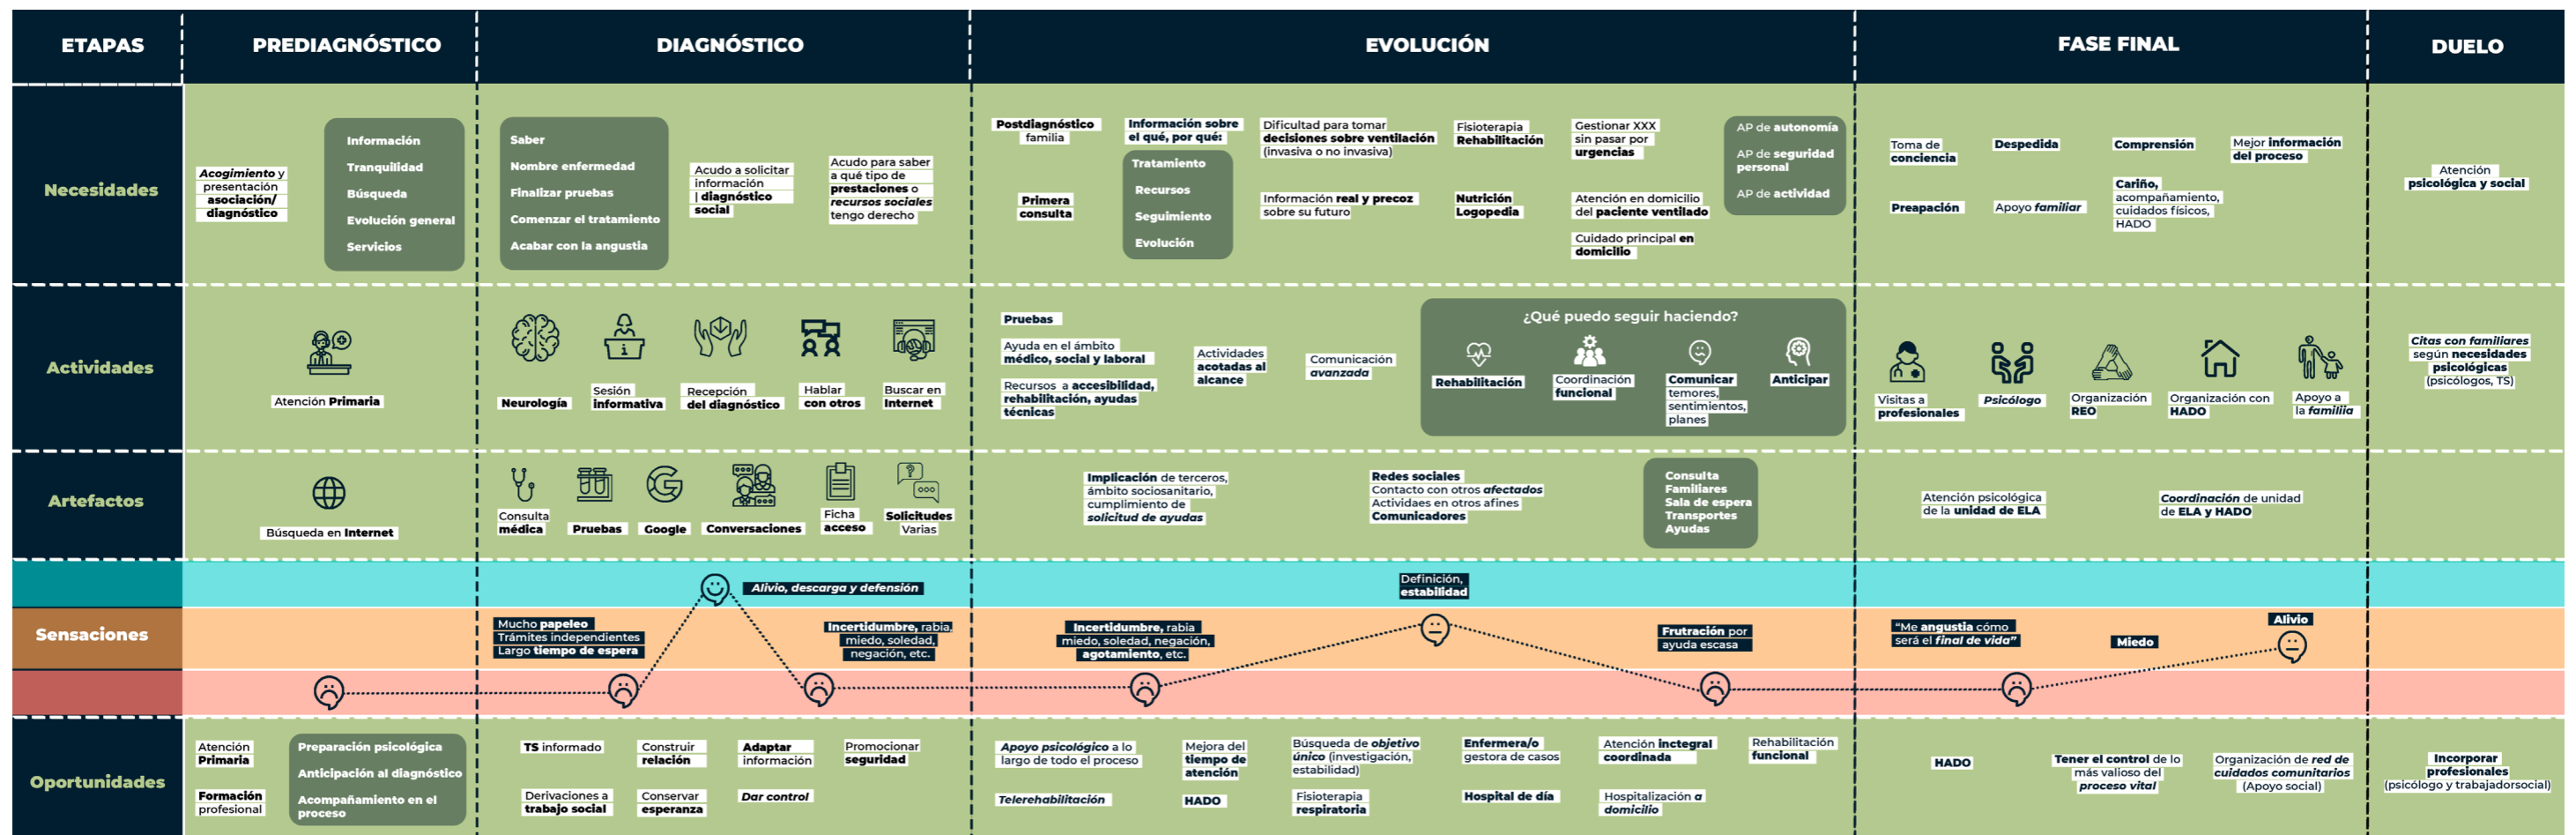 ETAPAS
PREDIAGNÓSTICO
DIAGNÓSTICO
EVOLUCIÓN
FASE FINAL
DUELO
Necesidades
Acogimiento y
presentación
asociación/
diagnóstico
Información
Tranquilidad
Búsqueda
Evolución general
Servicios
Saber
Nombre enfermedad
Finalizar pruebas
Comenzar el tratamiento
Acabar con la angustia
Acudo a solicitar
información
| diagnóstico
social
Acudo para saber
a qué tipo de
prestaciones o
recursos sociales
tengo derecho
Postdiagnóstico
familia
Primera
consulta
Información sobre
el qué, por qué:
Tratamiento
Recursos
Seguimiento
Evolución
Dificultad para tomar
decisiones sobre ventilación
(invasiva o no invasiva)
Información real y precoz
sobre su futuro
Fisioterapia
Rehabilitación
Nutrición
Logopedia
Gestionar XXX
sin pasar por
urgencias
Atención en domicilio
del paciente ventilado
Cuidado principal en
domicilio
AP de autonomía
AP de seguridad
personal
AP de actividad
Toma de
conciencia
Preapación
Despedida
Apoyo familiar
Comprensión
Cariño,
acompañamiento,
cuidados físicos,
HADO
Mejor información
del proceso
Atención
psicológica y social
Actividades
Atención Primaria
Neurología
Sesión
informativa
Recepción
del diagnóstico
Hablar
con otros
Buscar en
Internet
Pruebas
Ayuda en el ámbito
médico, social y laboral
Recursos a accesibilidad,
rehabilitación, ayudas
técnicas
Actividades
acotadas al
alcance
Comunicación
avanzada
¿Qué puedo seguir haciendo?
Rehabilitación
Coordinación
funcional
Comunicar
temores,
sentimientos,
planes
Anticipar
Visitas a
profesionales
Psicólogo
Organización
REO
Organización con
HADO
Apoyo a
la familiia
Citas con familiares
según necesidades
psicológicas
(psicólogos, TS)
Artefactos
Búsqueda en Internet
Consulta
médica
Pruebas
Google
Conversaciones
Ficha
acceso
Solicitudes
Varias
Implicación de terceros,
ámbito sociosanitario,
cumplimiento de
solicitud de ayudas
Redes sociales
Contacto con otros afectados
Actividaes en otros afines
Comunicadores
Consulta
Familiares
Sala de espera
Transportes
Ayudas
Atención psicológica
de la unidad de ELA
Coordinación de unidad
de ELA y HADO
Sensaciones
Mucho papeleo
Trámites independientes
Largo tiempo de espera
Alivio, descarga y defensión
Incertidumbre, rabia,
miedo, soledad,
negación, etc.
Incertidumbre, rabia
miedo, soledad, negación,
agotamiento, etc.
Definición,
estabilidad
Frutración por
ayuda escasa
“Me angustia cómo
será el final de vida”
Miedo
Alivio
Oportunidades
Atención
Primaria
Formación
profesional
Preparación psicológica
Anticipación al diagnóstico
Acompañamiento en el
proceso
TS informado
Derivaciones a
trabajo social
Construir
relación
Conservar
esperanza
Adaptar
información
Dar control
Promocionar
seguridad
Apoyo psicológico a lo
largo de todo el proceso
Telerehabilitación
Mejora del
tiempo de
atención
HADO
Búsqueda de objetivo
único (investigación,
estabilidad)
Fisioterapia
respiratoria
Enfermera/o
gestora de casos
Hospital de día
Atención inctegral
coordinada
Hospitalización a
domicilio
Rehabilitación
funcional
HADO
Tener el control de lo
más valioso del
proceso vital
Organización de red de
cuidados comunitarios
(Apoyo social)
Incorporar
profesionales
(psicólogo y trabajadorsocial)